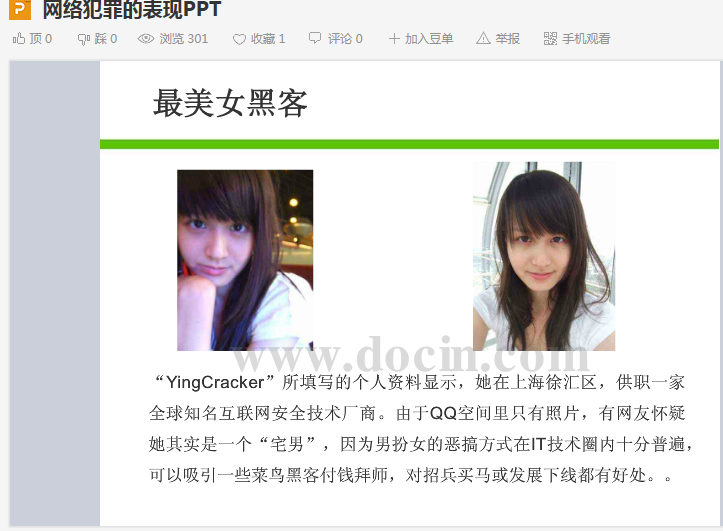 网络犯罪的表现PPT
顶 0 踩 0 浏览 301 收藏 1 评论 0 加入豆单 举报 手机观看
最美女黑客
www.docin.com
“YingCracker”所填写的个人资料显示，她在上海徐汇区，供职一家
全球知名互联网安全技术厂商。由于QQ空间里只有照片，有网友怀疑
她其实是一个“宅男”，因为男扮女的恶搞方式在IT技术圈内十分普遍，
可以吸引一些菜鸟黑客付钱拜师，对招兵买马或发展下线都有好处。。